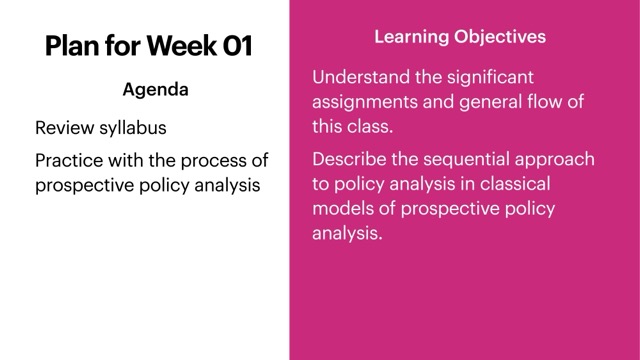 Plan for Week 01
Agenda
Review syllabus
Practice with the process of
prospective policy analysis
Learning Objectives
Understand the significant
assignments and general flow of
this class.
Describe the sequential approach
to policy analysis in classical
models of prospective policy
analysis.